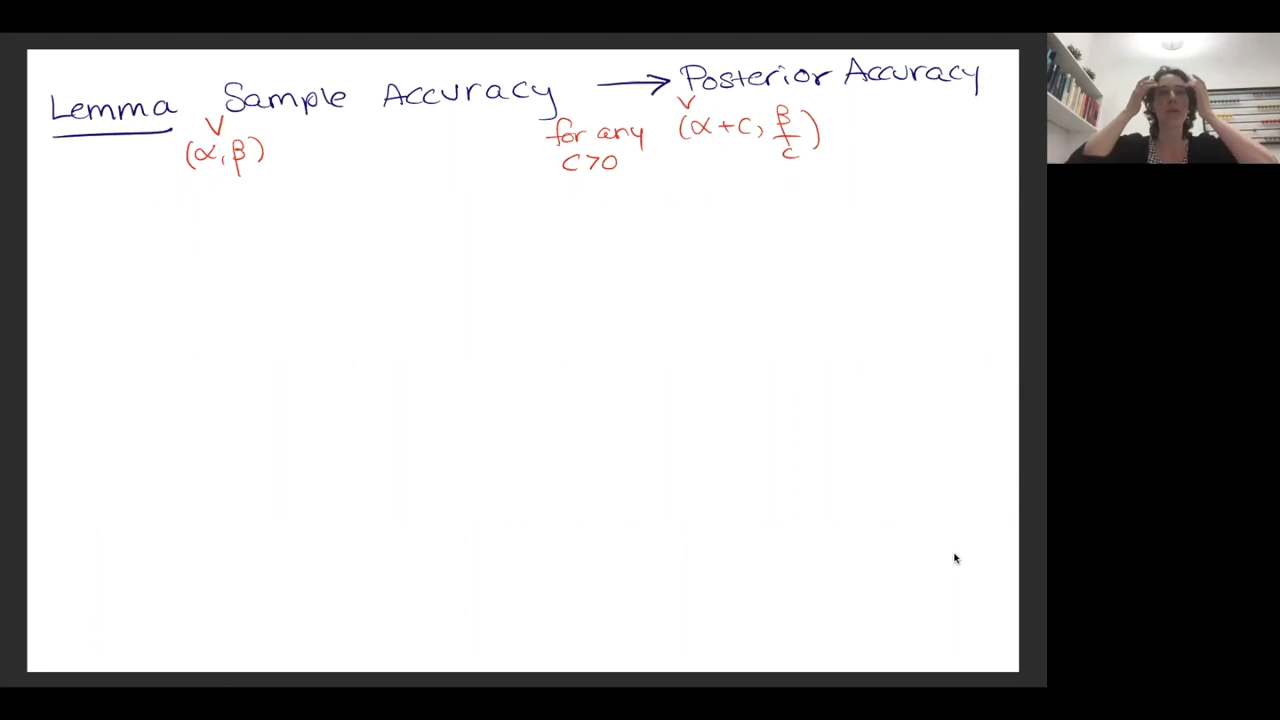 Lemma Sample Accuracy → Posterior Accuracy
(α, β) for any c>0 (α+c, β/c)